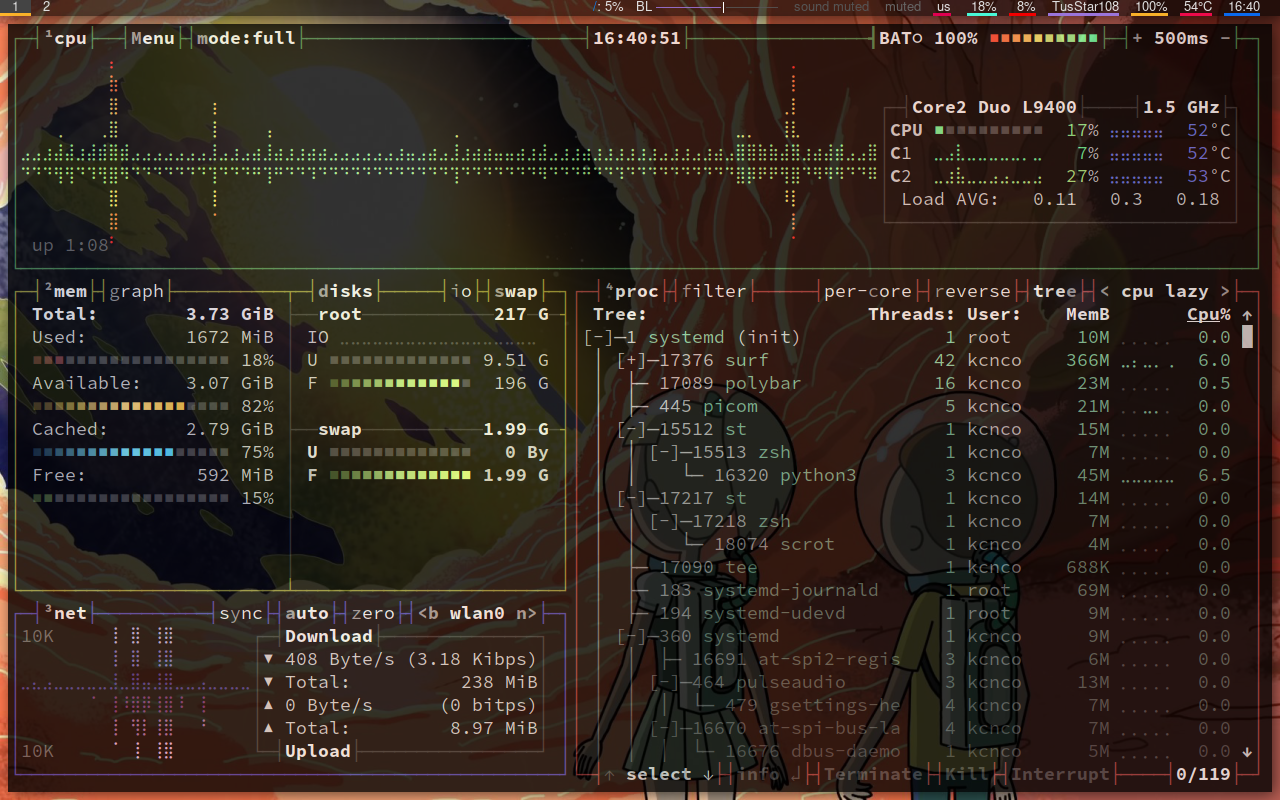 1 2 : 5% BL sound muted muted us 18% 8% TusStar108 100% 54°C 16:40
¹cpu Menu mode:full 16:40:51 BAT○ 100% + 500ms -
Core2 Duo L9400 1.5 GHz
CPU 17% 52°C
C1 7% 52°C
C2 27% 53°C
Load AVG: 0.11 0.3 0.18
up 1:08
²mem graph disks io swap
Total: 3.73 GiB
Used: 1672 MiB
18%
Available: 3.07 GiB
82%
Cached: 2.79 GiB
75%
Free: 592 MiB
15%
root 217 G
IO
U 9.51 G
F 196 G
swap 1.99 G
U 0 By
F 1.99 G
³net sync auto zero <b wlan0 n>
10K
Download
▼ 408 Byte/s (3.18 Kibps)
▼ Total: 238 MiB
▲ 0 Byte/s (0 bitps)
▲ Total: 8.97 MiB
Upload
10K
⁴proc filter per-core reverse tree < cpu lazy >
Tree: Threads: User: MemB Cpu% ↑
[-]─1 systemd (init) 1 root 10M 0.0
[+]─17376 surf 42 kcnco 366M 6.0
├─ 17089 polybar 16 kcnco 23M 0.5
├─ 445 picom 5 kcnco 21M 0.0
[-]─15512 st 1 kcnco 15M 0.0
[-]─15513 zsh 1 kcnco 7M 0.0
└─ 16320 python3 3 kcnco 45M 6.5
[-]─17217 st 1 kcnco 14M 0.0
[-]─17218 zsh 1 kcnco 7M 0.0
└─ 18074 scrot 1 kcnco 4M 0.0
├─ 17090 tee 1 kcnco 688K 0.0
├─ 183 systemd-journald 1 root 69M 0.0
├─ 194 systemd-udevd 1 root 9M 0.0
[-]─360 systemd 1 kcnco 9M 0.0
├─ 16691 at-spi2-regis 3 kcnco 6M 0.0
[-]─464 pulseaudio 3 kcnco 13M 0.0
└─ 479 gsettings-he 4 kcnco 7M 0.0
[-]─16670 at-spi-bus-la 4 kcnco 7M 0.0
└─ 16676 dbus-daemo 1 kcnco 5M 0.0 ↓
↑ select ↓ info ↲ Terminate Kill Interrupt 0/119